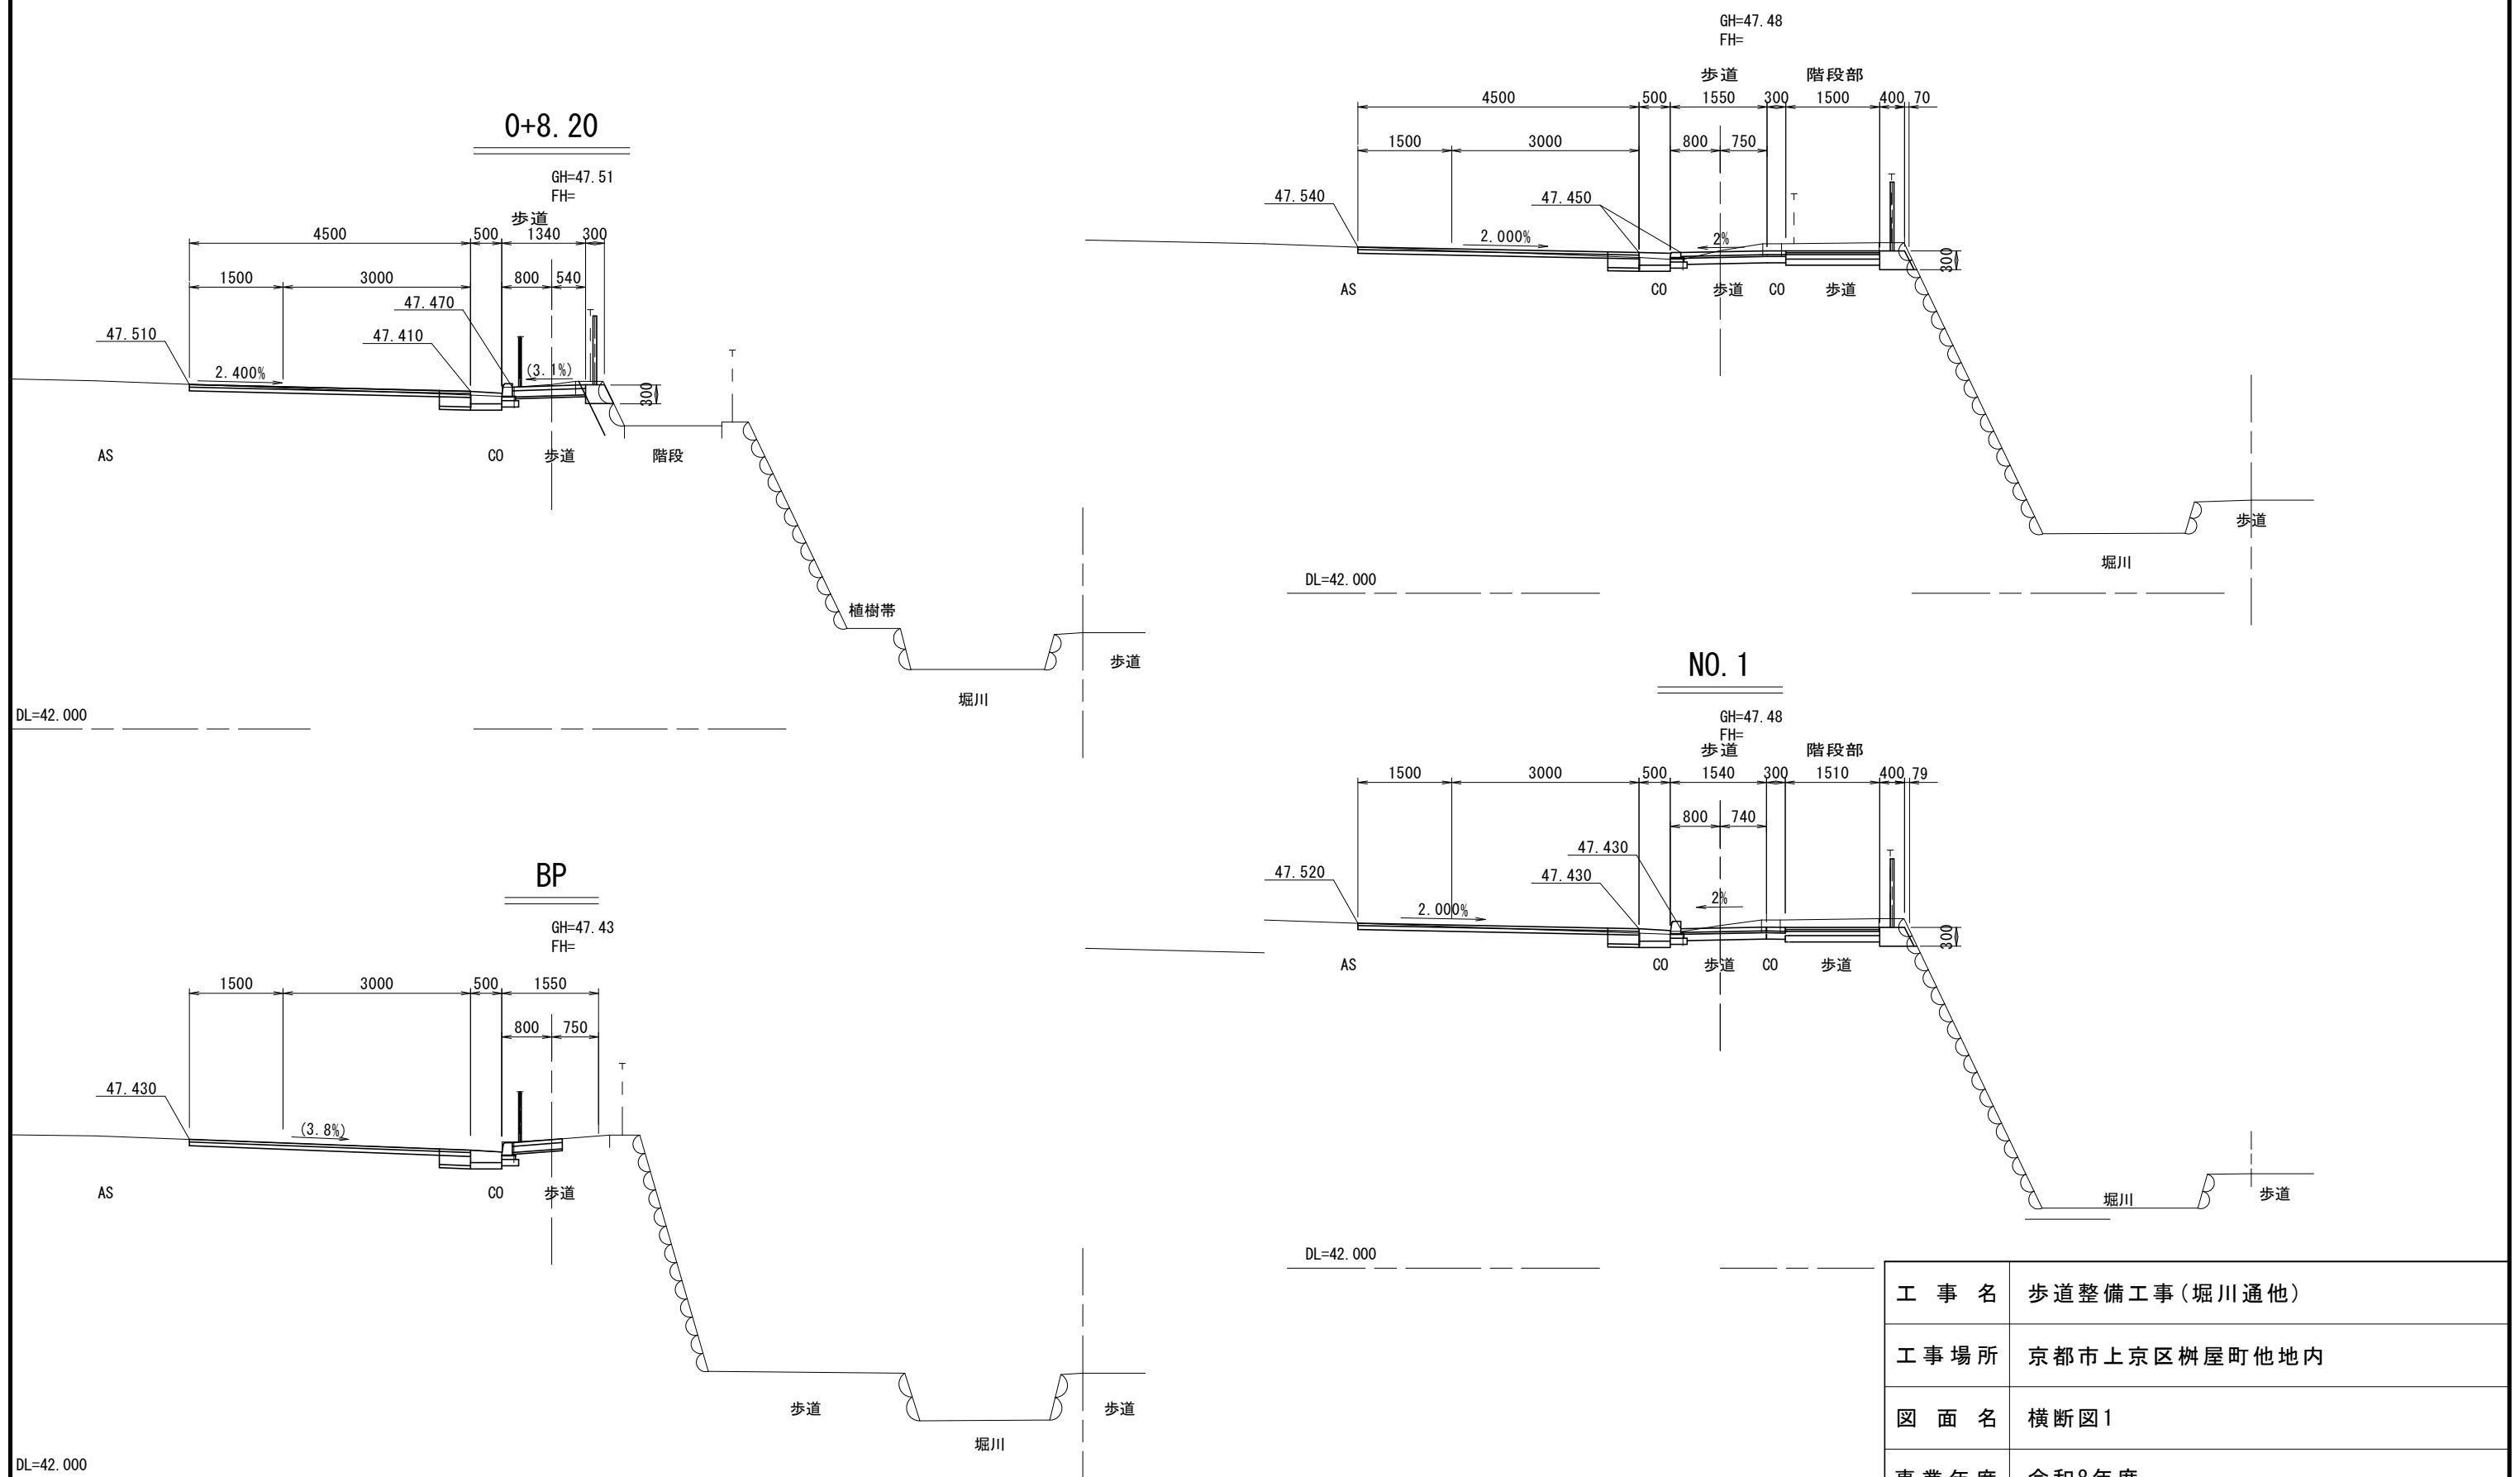 0+8.20
GH=47.51
FH=
歩道
4500 500 1340 300
1500 3000 800 540
47.470
47.510 47.410
2.400% (3.1%) 300
AS CO 歩道 階段
植樹帯
歩道
堀川
DL=42.000
BP
GH=47.43
FH=
1500 3000 500 1550
800 750
47.430
(3.8%)
AS CO 歩道
歩道 歩道
堀川
DL=42.000
GH=47.48
FH=
歩道 階段部
4500 500 1550 300 1500 400 70
1500 3000 800 750
47.540 47.450
2.000% 2% 300
AS CO 歩道 CO 歩道
歩道
堀川
DL=42.000
NO.1
GH=47.48
FH=
歩道 階段部
1500 3000 500 1540 300 1510 400 79
800 740
47.430
47.520 47.430
2.000% 2% 300
AS CO 歩道 CO 歩道
堀川 歩道
DL=42.000
工事名 歩道整備工事(堀川通他)
工事場所 京都市上京区桝屋町他地内
図面名 横断図1
事業年度 令和8年度